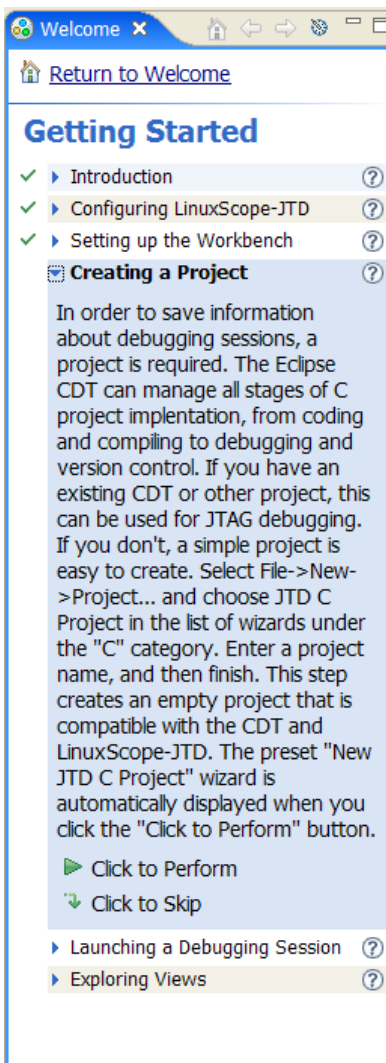 Welcome
Return to Welcome
Getting Started
Introduction
Configuring LinuxScope-JTD
Setting up the Workbench
Creating a Project
In order to save information
about debugging sessions, a
project is required. The Eclipse
CDT can manage all stages of C
project implentation, from coding
and compiling to debugging and
version control. If you have an
existing CDT or other project, this
can be used for JTAG debugging.
If you don't, a simple project is
easy to create. Select File->New-
>Project... and choose JTD C
Project in the list of wizards under
the "C" category. Enter a project
name, and then finish. This step
creates an empty project that is
compatible with the CDT and
LinuxScope-JTD. The preset "New
JTD C Project" wizard is
automatically displayed when you
click the "Click to Perform" button.
Click to Perform
Click to Skip
Launching a Debugging Session
Exploring Views